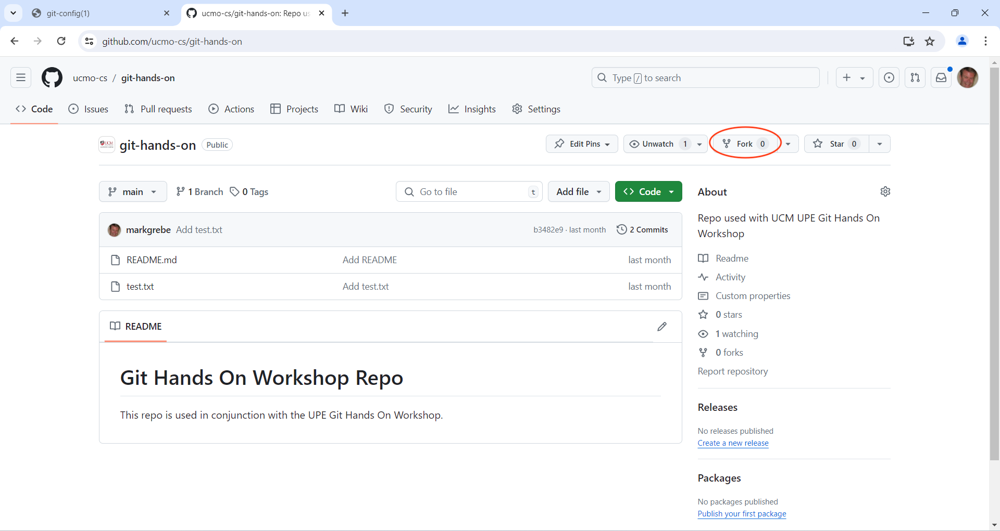 git-config(1)
ucmo-cs/git-hands-on: Repo us
github.com/ucmo-cs/git-hands-on
ucmo-cs / git-hands-on
Type / to search
Code Issues Pull requests Actions Projects Wiki Security Insights Settings
UCM
git-hands-on Public
Edit Pins Unwatch 1 Fork 0 Star 0
main 1 Branch 0 Tags
Go to file t
Add file
Code
markgrebe Add test.txt b3482e9 · last month 2 Commits
README.md Add README last month
test.txt Add test.txt last month
README
Git Hands On Workshop Repo
This repo is used in conjunction with the UPE Git Hands On Workshop.
About
Repo used with UCM UPE Git Hands On
Workshop
Readme
Activity
Custom properties
0 stars
1 watching
0 forks
Report repository
Releases
No releases published
Create a new release
Packages
No packages published
Publish your first package